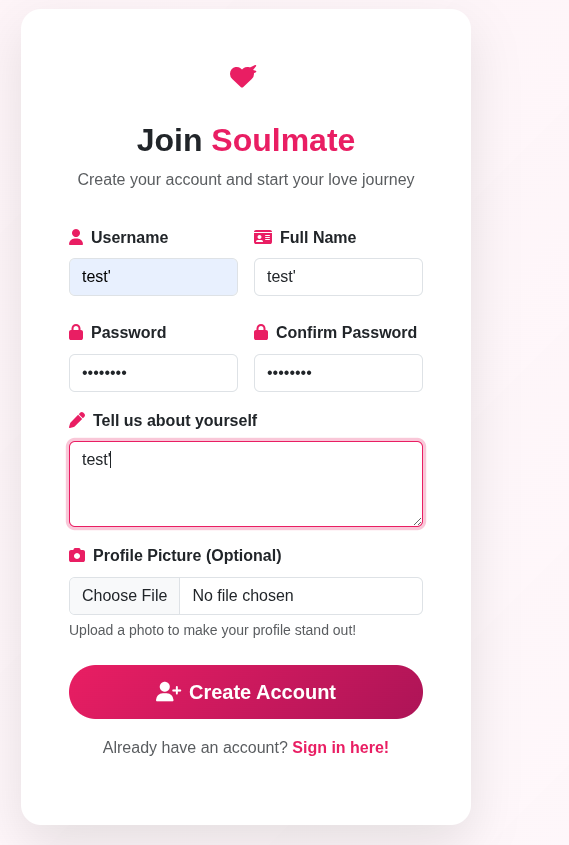 Join Soulmate
Create your account and start your love journey
Username
Full Name
test'
test'
Password
Confirm Password
••••••••
••••••••
Tell us about yourself
test'
Profile Picture (Optional)
Choose File No file chosen
Upload a photo to make your profile stand out!
Create Account
Already have an account? Sign in here!